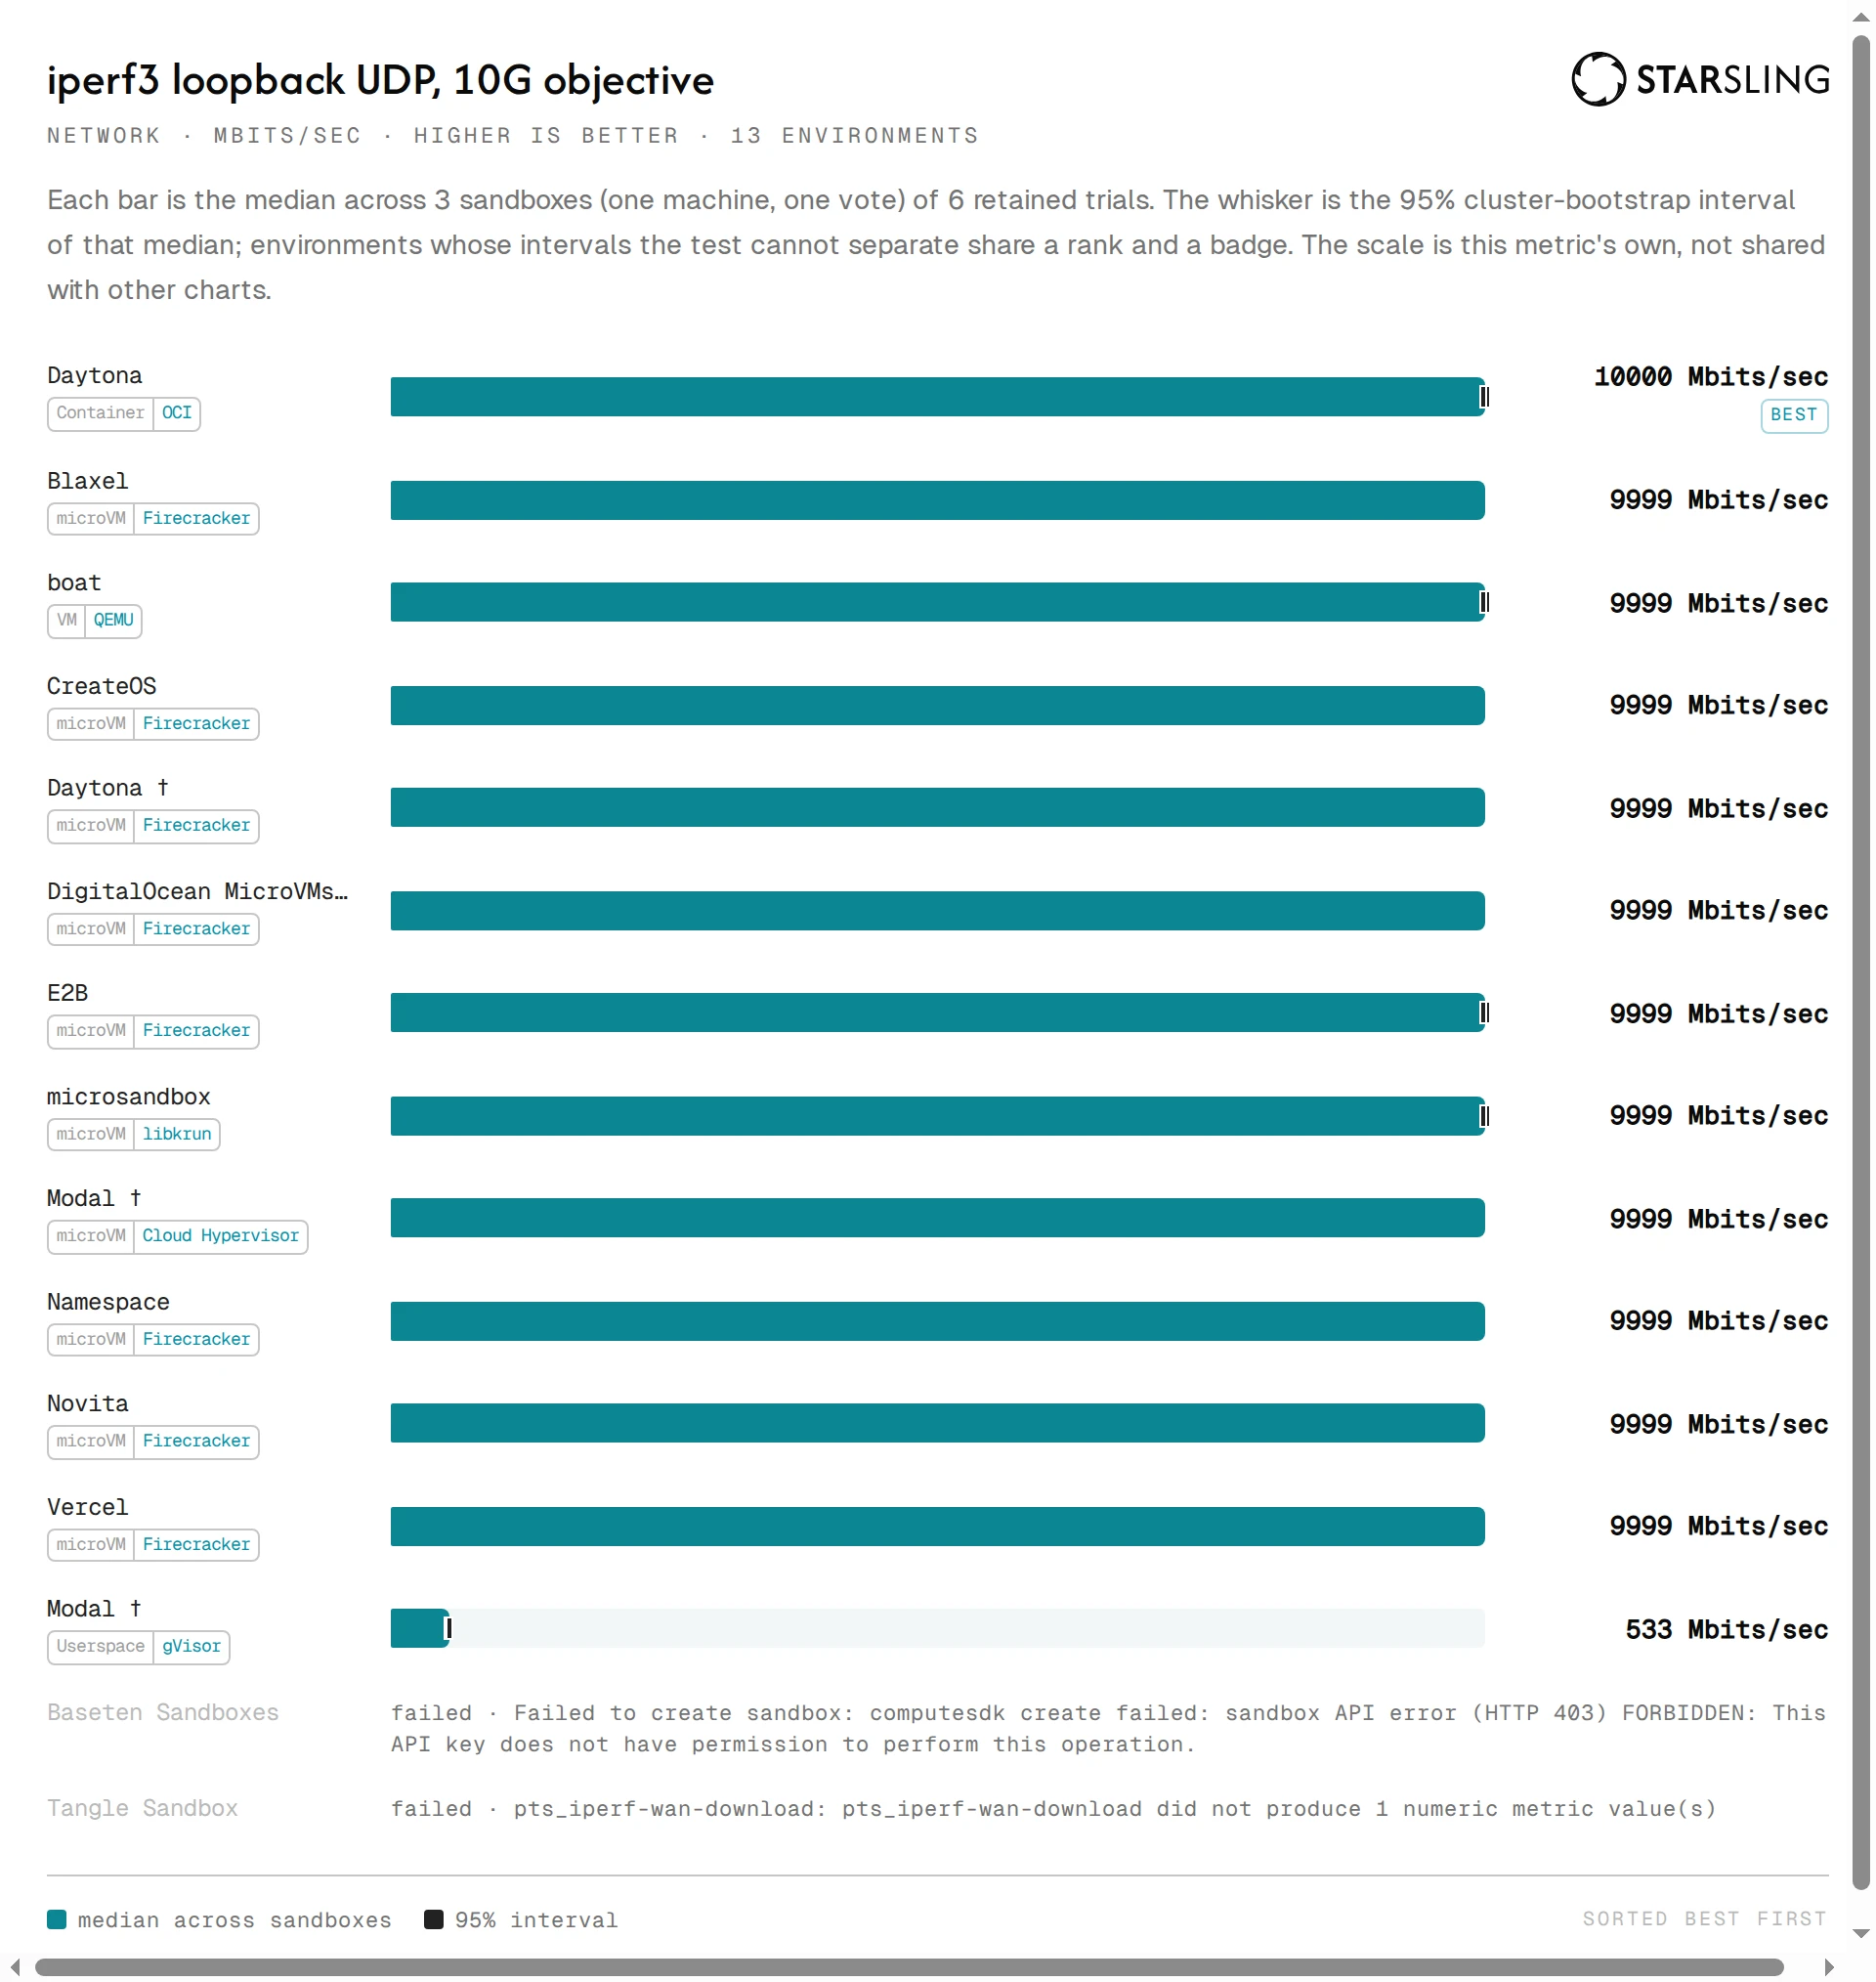 iperf3 loopback UDP, 10G objective
STARSLING
NETWORK · MBITS/SEC · HIGHER IS BETTER · 13 ENVIRONMENTS
Each bar is the median across 3 sandboxes (one machine, one vote) of 6 retained trials. The whisker is the 95% cluster-bootstrap interval
of that median; environments whose intervals the test cannot separate share a rank and a badge. The scale is this metric's own, not shared
with other charts.
Daytona
Container OCI
10000 Mbits/sec
BEST
Blaxel
microVM Firecracker
9999 Mbits/sec
boat
VM QEMU
9999 Mbits/sec
CreateOS
microVM Firecracker
9999 Mbits/sec
Daytona †
microVM Firecracker
9999 Mbits/sec
DigitalOcean MicroVMs…
microVM Firecracker
9999 Mbits/sec
E2B
microVM Firecracker
9999 Mbits/sec
microsandbox
microVM libkrun
9999 Mbits/sec
Modal †
microVM Cloud Hypervisor
9999 Mbits/sec
Namespace
microVM Firecracker
9999 Mbits/sec
Novita
microVM Firecracker
9999 Mbits/sec
Vercel
microVM Firecracker
9999 Mbits/sec
Modal †
Userspace gVisor
533 Mbits/sec
Baseten Sandboxes
failed · Failed to create sandbox: computesdk create failed: sandbox API error (HTTP 403) FORBIDDEN: This
API key does not have permission to perform this operation.
Tangle Sandbox
failed · pts_iperf-wan-download: pts_iperf-wan-download did not produce 1 numeric metric value(s)
median across sandboxes
95% interval
SORTED BEST FIRST